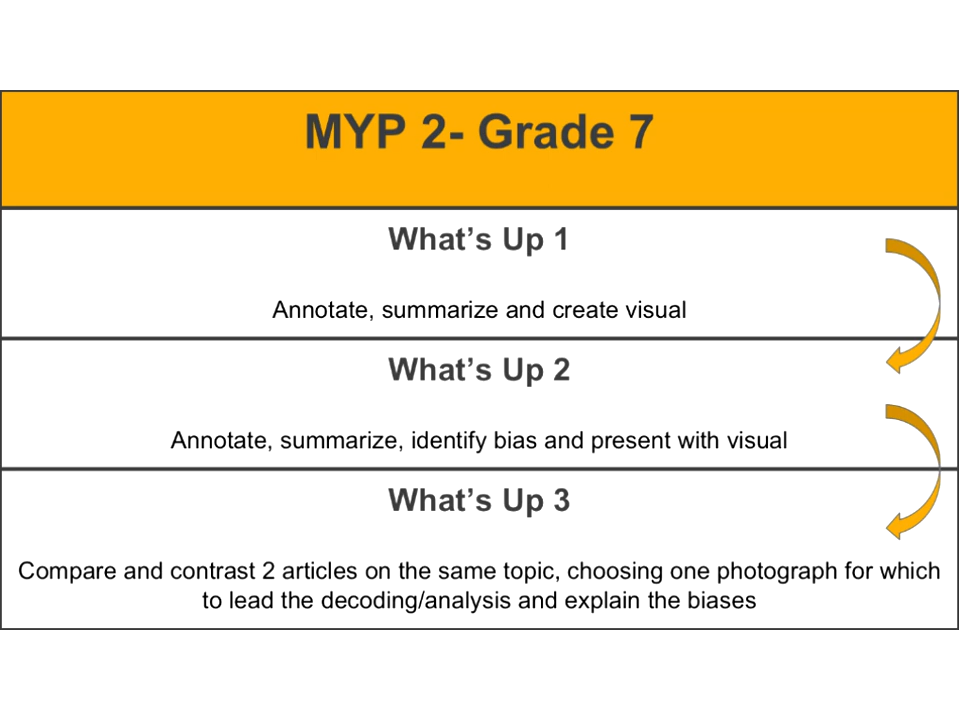 MYP 2- Grade 7
What’s Up 1
Annotate, summarize and create visual
What’s Up 2
Annotate, summarize, identify bias and present with visual
What’s Up 3
Compare and contrast 2 articles on the same topic, choosing one photograph for which
to lead the decoding/analysis and explain the biases